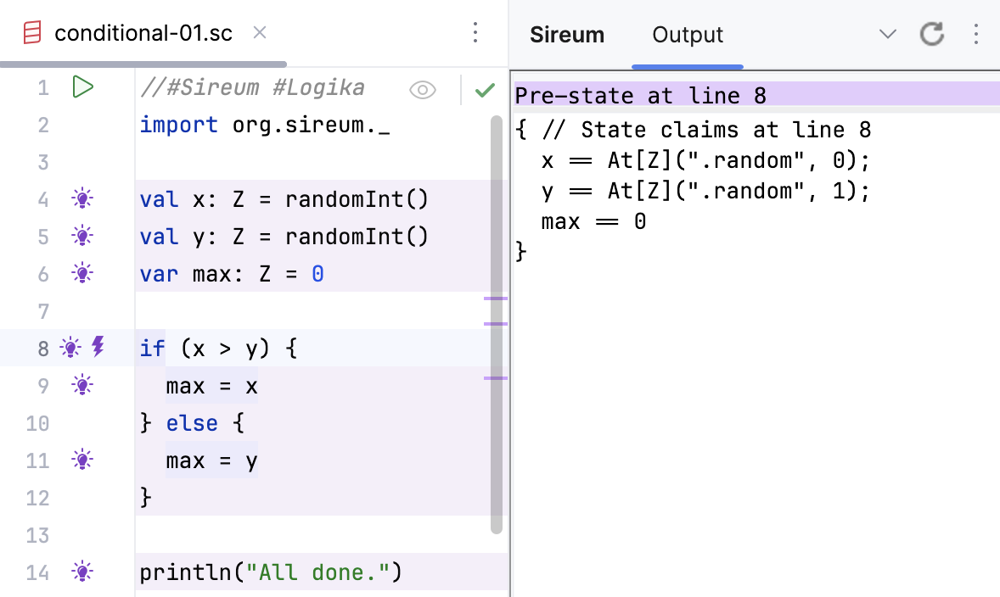 conditional-01.sc
Sireum Output
1 //#Sireum #Logika
2 import org.sireum._
3
4 val x: Z = randomInt()
5 val y: Z = randomInt()
6 var max: Z = 0
7
8 if (x > y) {
9 max = x
10 } else {
11 max = y
12 }
13
14 println("All done.")
Pre-state at line 8
{ // State claims at line 8
x == At[Z](".random", 0);
y == At[Z](".random", 1);
max == 0
}